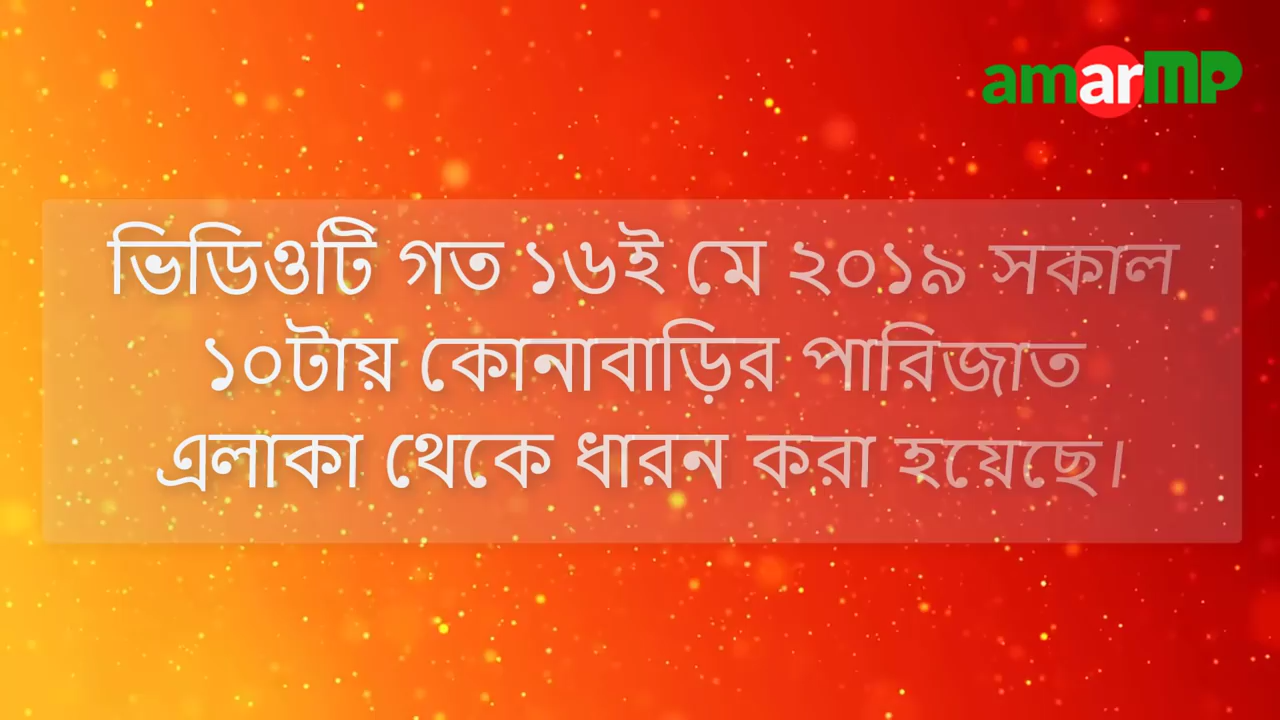 amarMP
ভিডিওটি গত ১৬ই মে ২০১৯ সকাল
১০টায় কোনাবাড়ির পারিজাত
এলাকা থেকে ধারন করা হয়েছে।